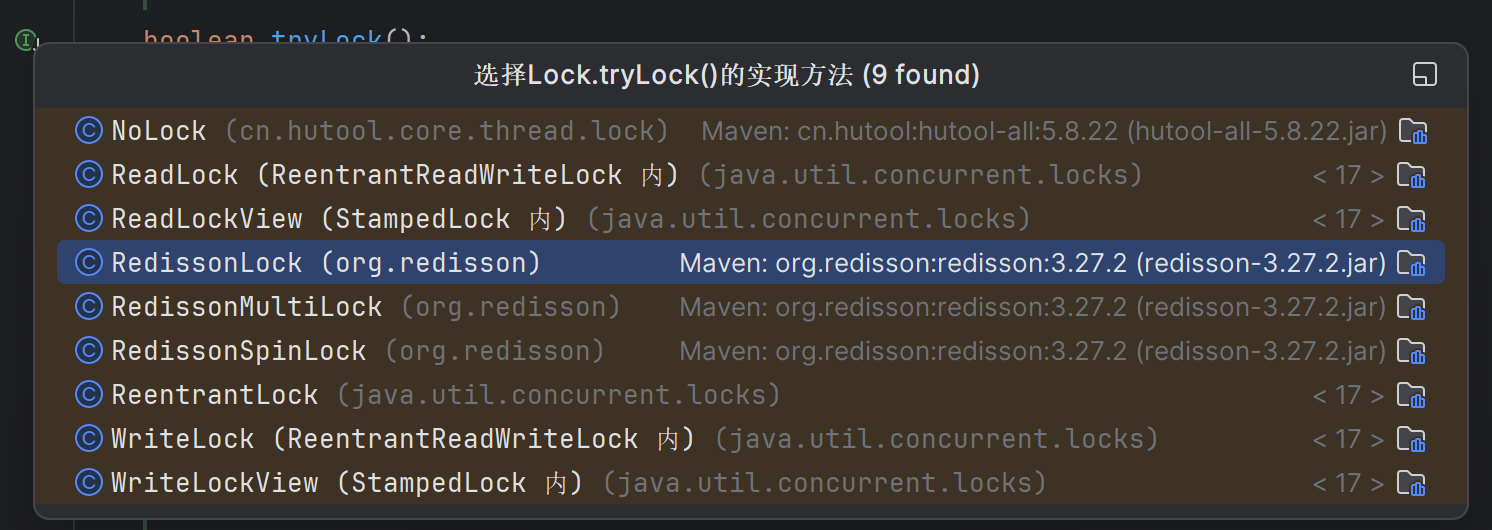 boolean tryLock();
选择Lock.tryLock()的实现方法 (9 found)
NoLock (cn.hutool.core.thread.lock) Maven: cn.hutool:hutool-all:5.8.22 (hutool-all-5.8.22.jar)
ReadLock (ReentrantReadWriteLock 内) (java.util.concurrent.locks) < 17 >
ReadLockView (StampedLock 内) (java.util.concurrent.locks) < 17 >
RedissonLock (org.redisson) Maven: org.redisson:redisson:3.27.2 (redisson-3.27.2.jar)
RedissonMultiLock (org.redisson) Maven: org.redisson:redisson:3.27.2 (redisson-3.27.2.jar)
RedissonSpinLock (org.redisson) Maven: org.redisson:redisson:3.27.2 (redisson-3.27.2.jar)
ReentrantLock (java.util.concurrent.locks) < 17 >
WriteLock (ReentrantReadWriteLock 内) (java.util.concurrent.locks) < 17 >
WriteLockView (StampedLock 内) (java.util.concurrent.locks) < 17 >